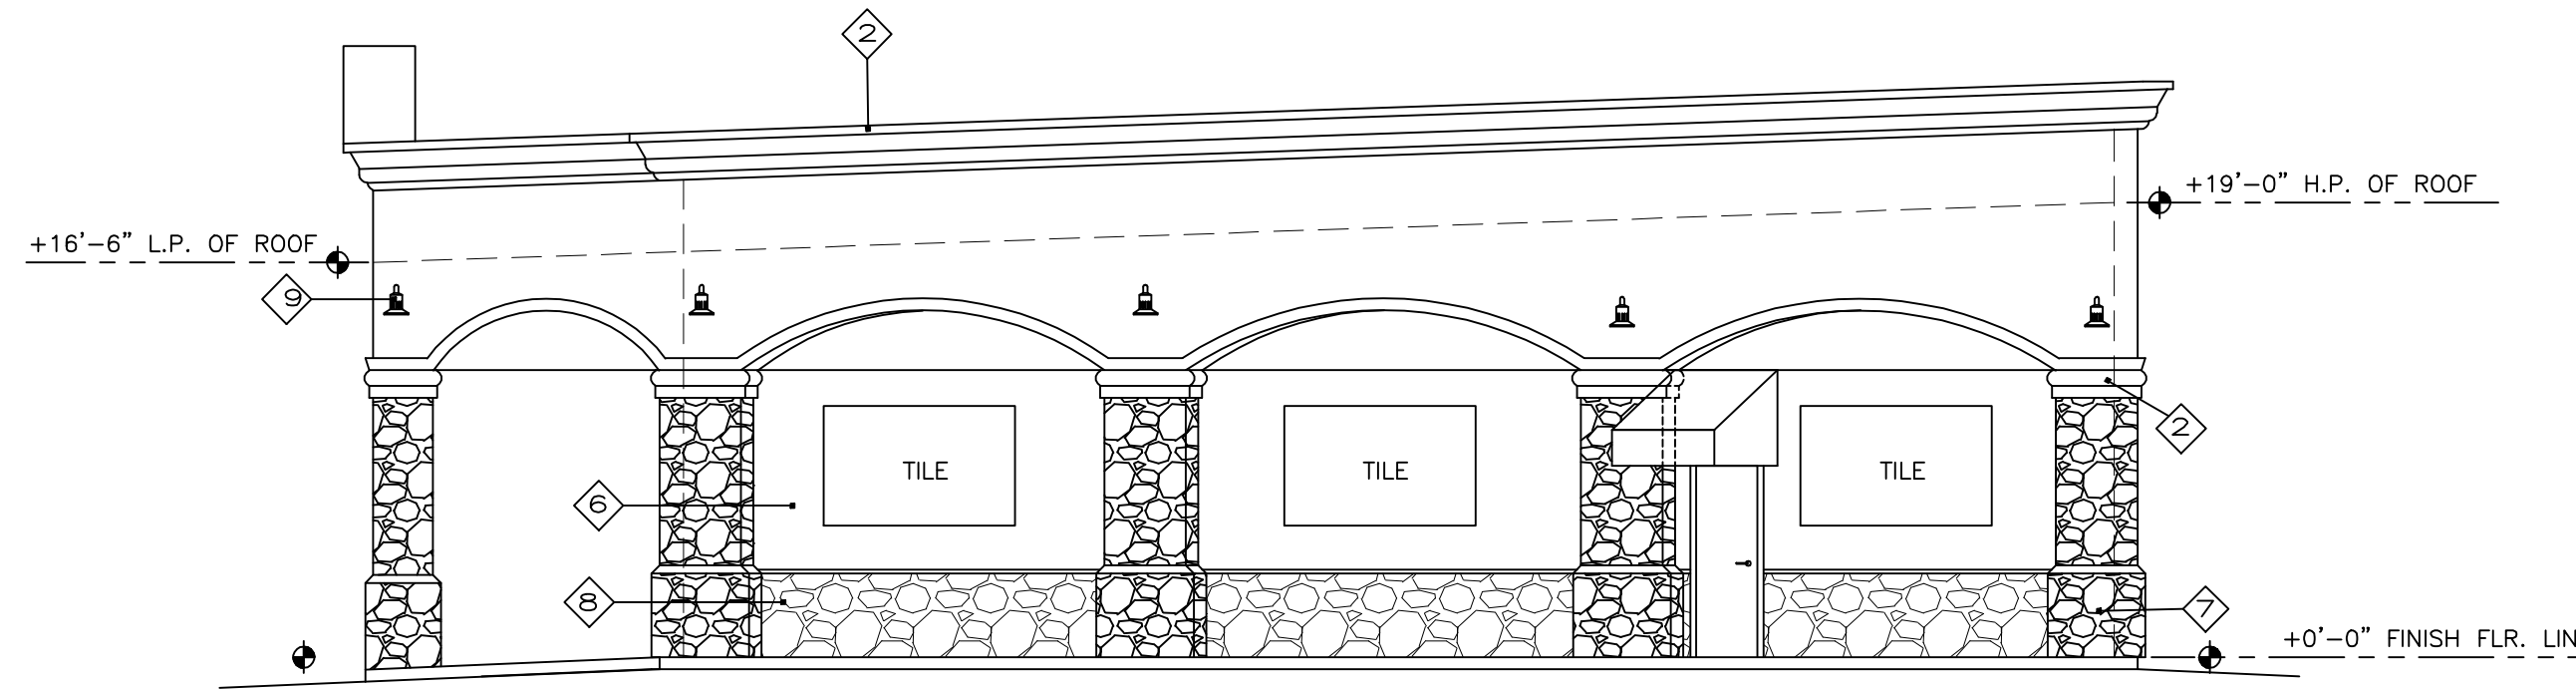 2
+19'-0" H.P. OF ROOF
+16'-6" L.P. OF ROOF
9
2
TILE
TILE
TILE
6
8
7
+0'-0" FINISH FLR. LIN